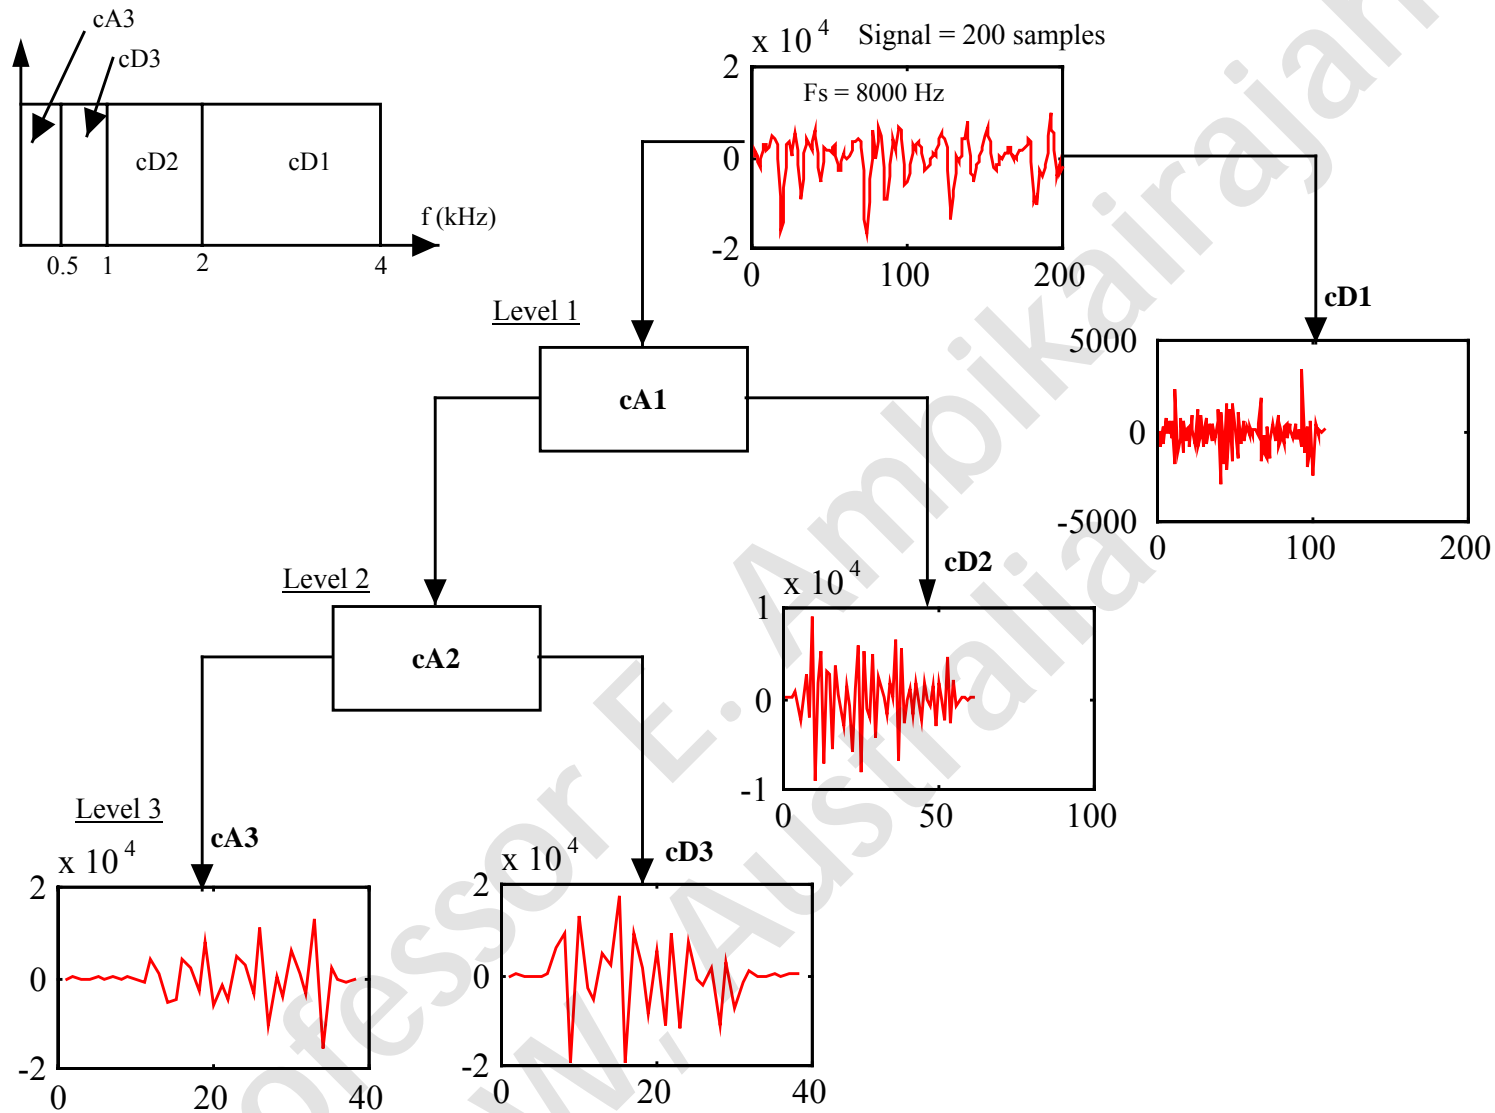 cA3
cD3
cD2
cD1
f (kHz)
0.5 1 2 4
x 10 4 Signal = 200 samples
Fs = 8000 Hz
2
0
-2
0 100 200
Level 1
cA1
cD1
5000
0
-5000
0 100 200
Level 2
cA2
cD2
x 10 4
1
0
-1
0 50 100
Level 3
cA3
x 10 4
2
0
-2
0 20 40
cD3
x 10 4
2
0
-2
0 20 40
ofessor E. Ambikairajah
W, Australia